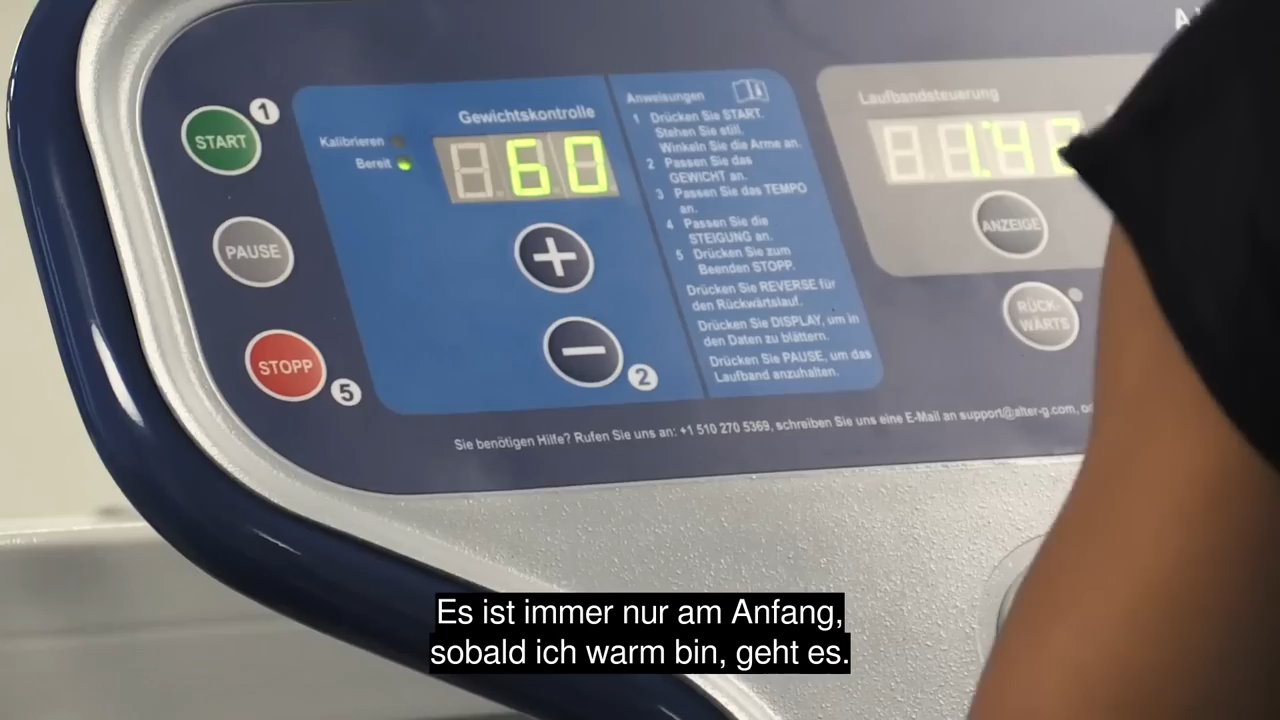 START
1
PAUSE
STOPP
5
Gewichtskontrolle
Kalibrieren
Bereit
60
2
Anweisungen
1 Drücken Sie START.
Stehen Sie still.
Winkeln Sie die Arme an.
2 Passen Sie das
GEWICHT an.
3 Passen Sie das TEMPO
an.
4 Passen Sie die
STEIGUNG an.
5 Drücken Sie zum
Beenden STOPP.
Drücken Sie REVERSE für
den Rückwärtslauf.
Drücken Sie DISPLAY, um in
den Daten zu blättern.
Drücken Sie PAUSE, um das
Laufband anzuhalten.
Laufbandsteuerung
ANZEIGE
RÜCK-
WÄRTS
Sie benötigen Hilfe? Rufen Sie uns an: +1 510 270 5369, schreiben Sie uns eine E-Mail an support@alter-g.com,
Es ist immer nur am Anfang,
sobald ich warm bin, geht es.